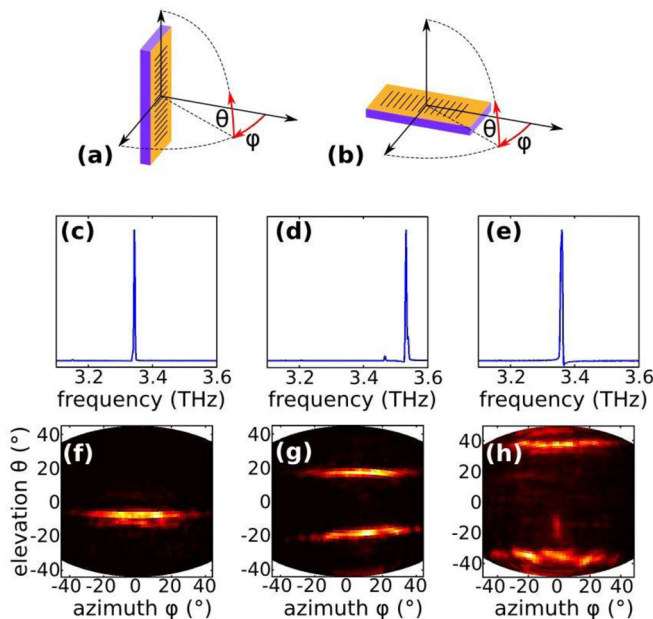 θ
φ
(a)
θ
φ
(b)
(c)
(d)
(e)
3.2 3.4 3.6
3.2 3.4 3.6
3.2 3.4 3.6
frequency (THz)
frequency (THz)
frequency (THz)
(f)
(g)
(h)
40
20
0
-20
-40
40
20
0
-20
-40
40
20
0
-20
-40
elevation θ (°)
-40 -20 0 20 40
-40 -20 0 20 40
-40 -20 0 20 40
azimuth φ (°)
azimuth φ (°)
azimuth φ (°)